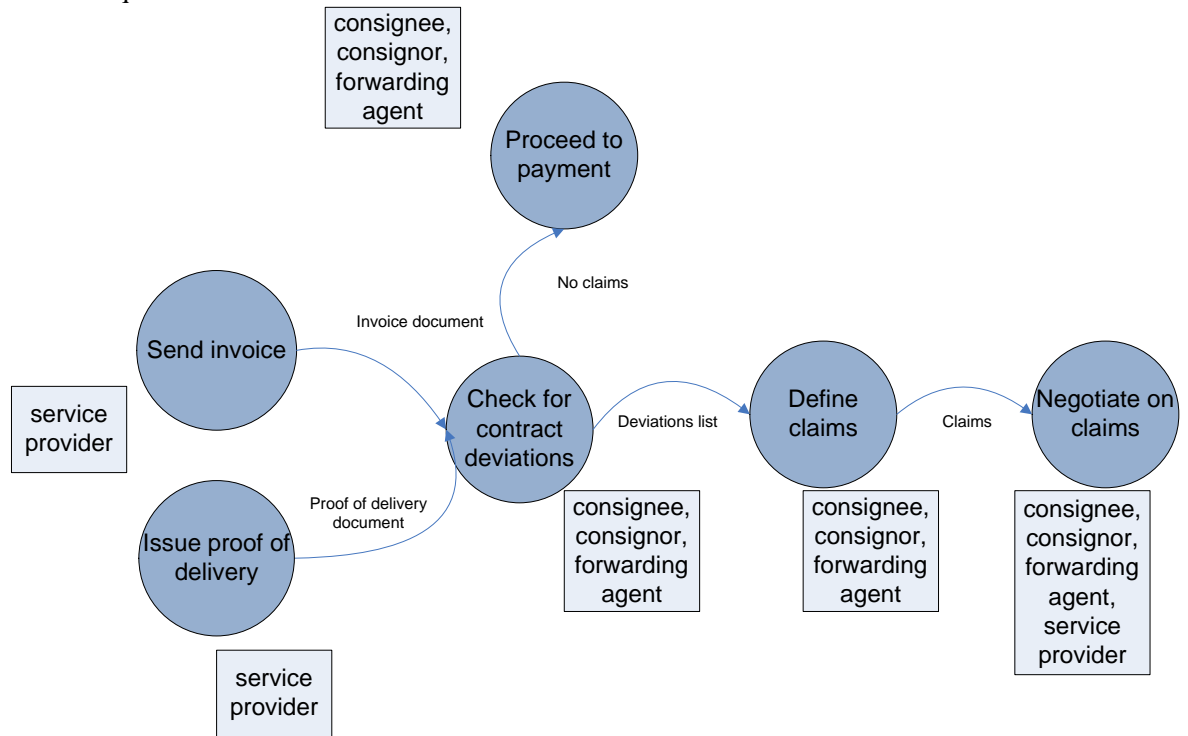 consignee,
consignor,
forwarding
agent
Proceed to
payment
No claims
Invoice document
Send invoice
service
provider
Check for
contract
deviations
Deviations list
Define
claims
Claims
Negotiate on
claims
Proof of delivery
document
Issue proof of
delivery
service
provider
consignee,
consignor,
forwarding
agent
consignee,
consignor,
forwarding
agent
consignee,
consignor,
forwarding
agent,
service
provider